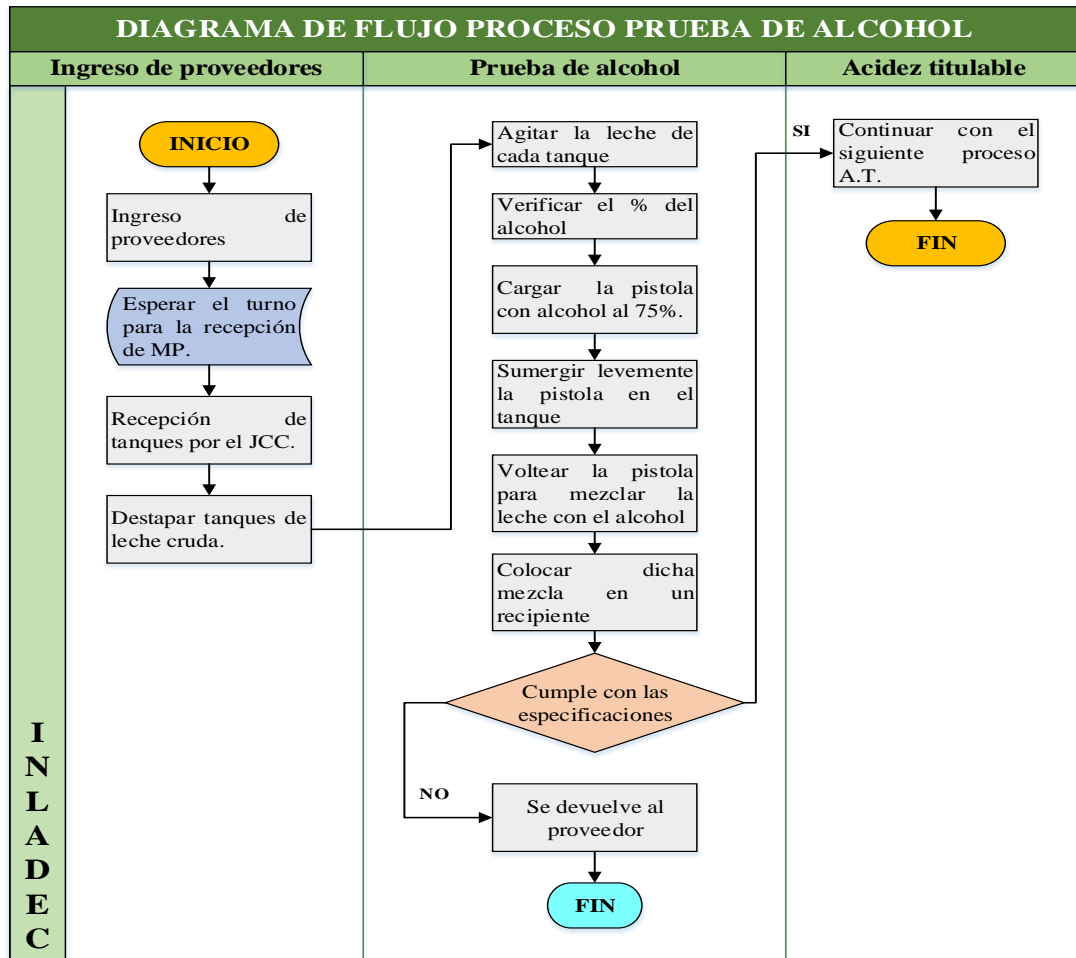 DIAGRAMA DE FLUJO PROCESO PRUEBA DE ALCOHOL
Ingreso de proveedores
Prueba de alcohol
Acidez titulable
INLADEC
INICIO
Ingreso de
proveedores
Esperar el turno
para la recepción
de MP.
Recepción de
tanques por el JCC.
Destapar tanques de
leche cruda.
Agitar la leche de
cada tanque
Verificar el % del
alcohol
Cargar la pistola
con alcohol al 75%.
Sumergir levemente
la pistola en el
tanque
Voltear la pistola
para mezclar la
leche con el alcohol
Colocar dicha
mezcla en un
recipiente
Cumple con las
especificaciones
NO
Se devuelve al
proveedor
FIN
SI
Continuar con el
siguiente proceso
A.T.
FIN